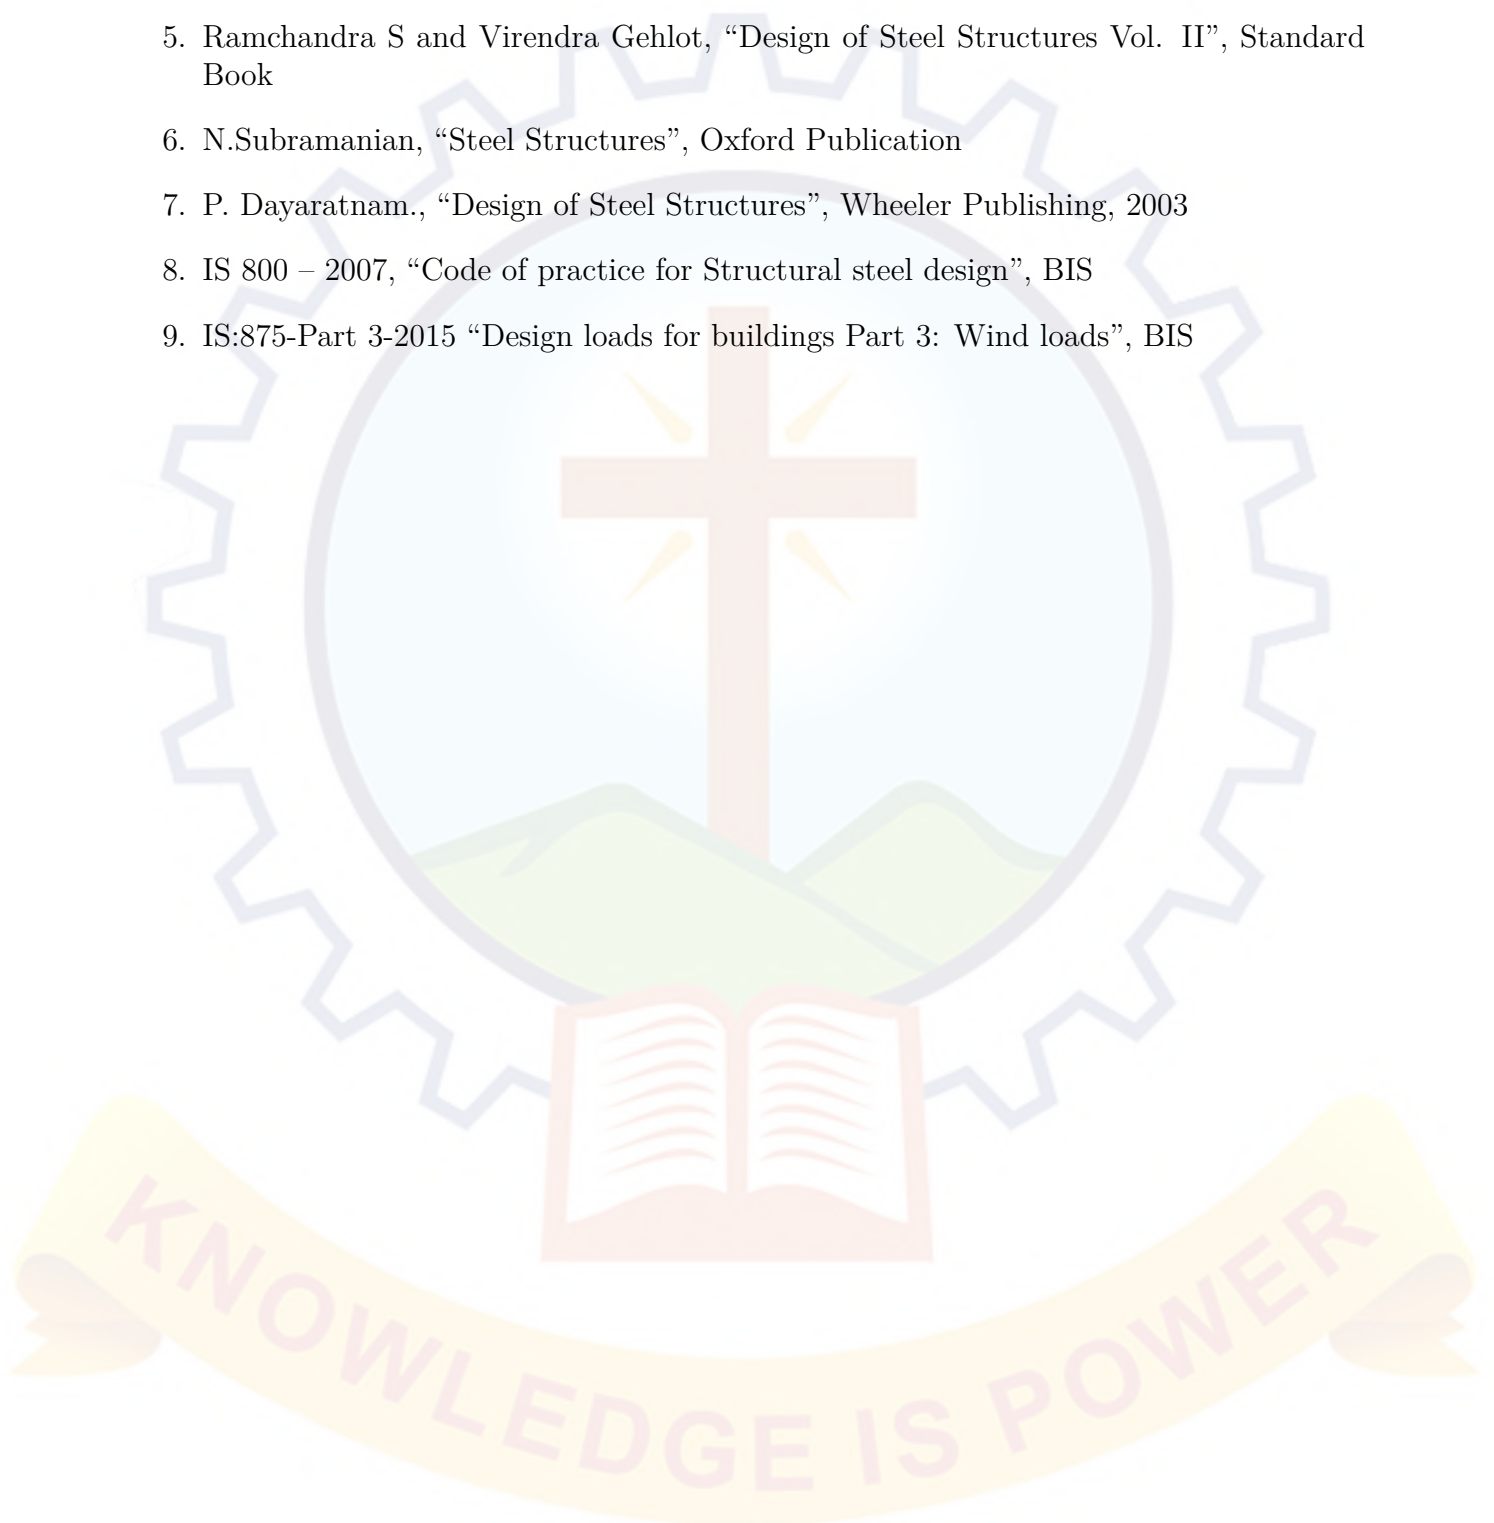 5. Ramchandra S and Virendra Gehlot, “Design of Steel Structures Vol. II”, Standard
Book
6. N.Subramanian, “Steel Structures”, Oxford Publication
7. P. Dayaratnam., “Design of Steel Structures”, Wheeler Publishing, 2003
8. IS 800 – 2007, “Code of practice for Structural steel design”, BIS
9. IS:875-Part 3-2015 “Design loads for buildings Part 3: Wind loads”, BIS
KNOWLEDGE IS POWER